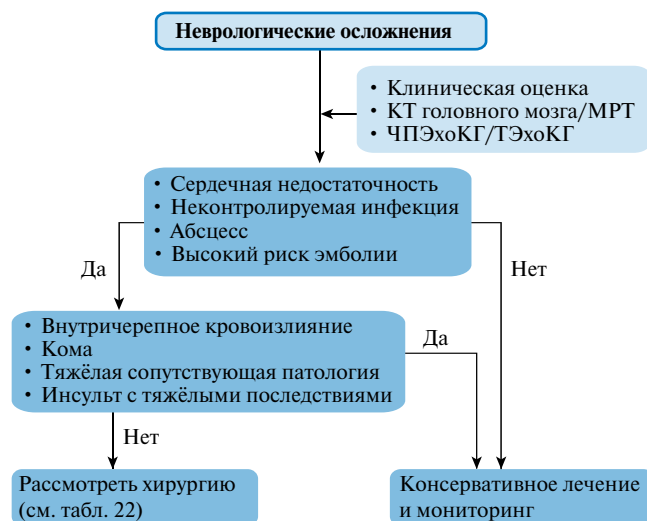 Неврологические осложнения
• Клиническая оценка
• КТ головного мозга/МРТ
• ЧПЭхоКГ/ТЭхоКГ
• Сердечная недостаточность
• Неконтролируемая инфекция
• Абсцесс
• Высокий риск эмболии
Да
Нет
• Внутричерепное кровоизлияние
• Кома
• Тяжёлая сопутствующая патология
• Инсульт с тяжёлыми последствиями
Да
Нет
Рассмотреть хирургию
(см. табл. 22)
Консервативное лечение
и мониторинг